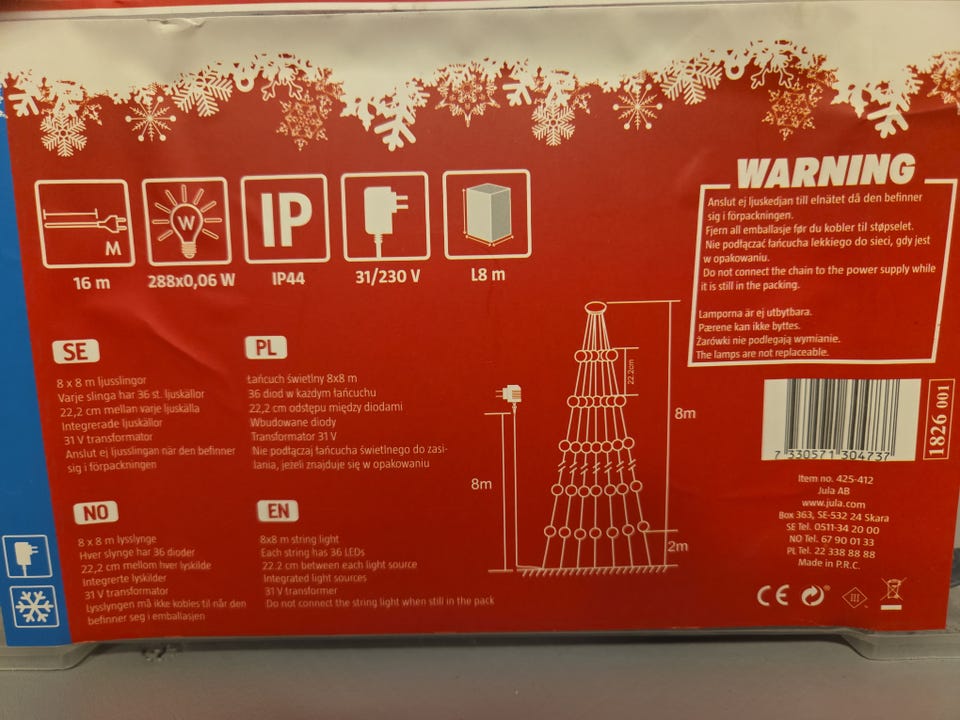 WARNING
Anslut ej ljuskedjan till elnätet då den befinner
sig i förpackningen.
Fjern all emballasje før du kobler til støpselet.
Nie podłączać łańcucha lekkiego do sieci, gdy jest
w opakowaniu.
Do not connect the chain to the power supply while
it is still in the packing.
Lamporna är ej utbytbara.
Pærene kan ikke byttes.
Żarówki nie podlegają wymianie.
The lamps are not replaceable.
M
W
IP
16 m
288x0,06 W
IP44
31/230 V
L8 m
SE
8 x 8 m ljusslingor
Varje slinga har 36 st. ljuskällor
22,2 cm mellan varje ljuskälla
Integrerade ljuskällor
31 V transformator
Anslut ej ljusslingan när den befinner
sig i förpackningen
PL
Łańcuch świetlny 8x8 m
36 diod w każdym łańcuchu
22,2 cm odstępu między diodami
Wbudowane diody
Transformator 31 V
Nie podłączaj łańcucha świetlnego do zasi-
lania, jeżeli znajduje się w opakowaniu
NO
8 x 8 m lysslynge
Hver slynge har 36 dioder
22,2 cm mellom hver lyskilde
Integrerte lyskilder
31 V transformator
Lysslyngen må ikke kobles til når den
befinner seg i emballasjen
EN
8x8 m string light
Each string has 36 LEDs
22.2 cm between each light source
Integrated light sources
31 V transformer
Do not connect the string light when still in the pack
22.2cm
8m
8m
2m
7 330571 304737
1826 001
Item no. 425-412
Jula AB
www.jula.com
Box 363, SE-532 24 Skara
SE Tel. 0511-34 20 00
NO Tel. 67 90 01 33
PL Tel. 22 338 88 88
Made in P.R.C.
CE